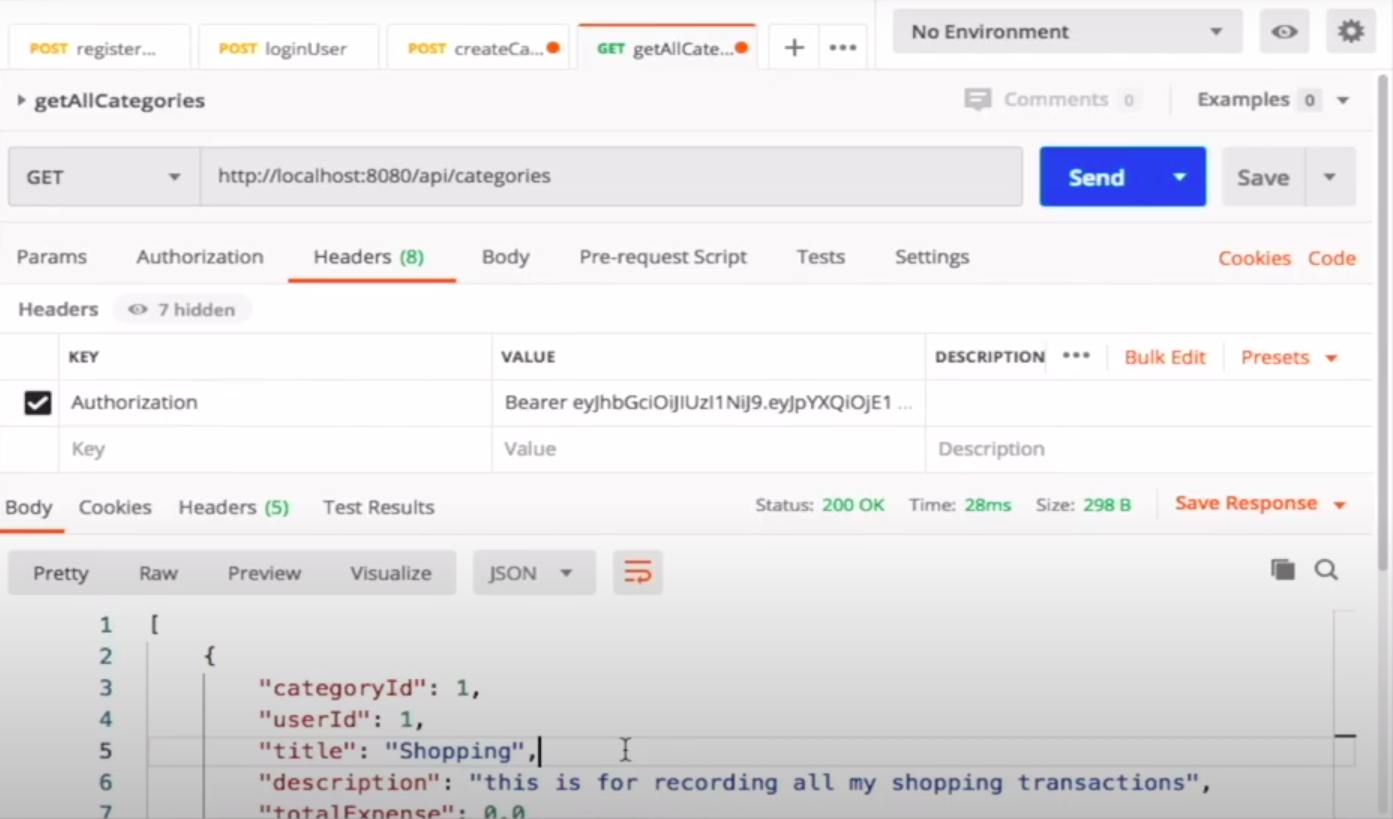 POST register... POST loginUser POST createCa... GET getAllCate... + ••• No Environment
getAllCategories Comments 0 Examples 0
GET http://localhost:8080/api/categories Send Save
Params Authorization Headers (8) Body Pre-request Script Tests Settings Cookies Code
Headers 7 hidden
KEY VALUE DESCRIPTION ••• Bulk Edit Presets
Authorization Bearer eyJhbGciOiJIUzI1NiJ9.eyJpYXQiOjE1 ...
Key Value Description
Body Cookies Headers (5) Test Results Status: 200 OK Time: 28ms Size: 298 B Save Response
Pretty Raw Preview Visualize JSON
1 [
2 {
3 "categoryId": 1,
4 "userId": 1,
5 "title": "Shopping",
6 "description": "this is for recording all my shopping transactions",
7 "totalExpense": 0.0